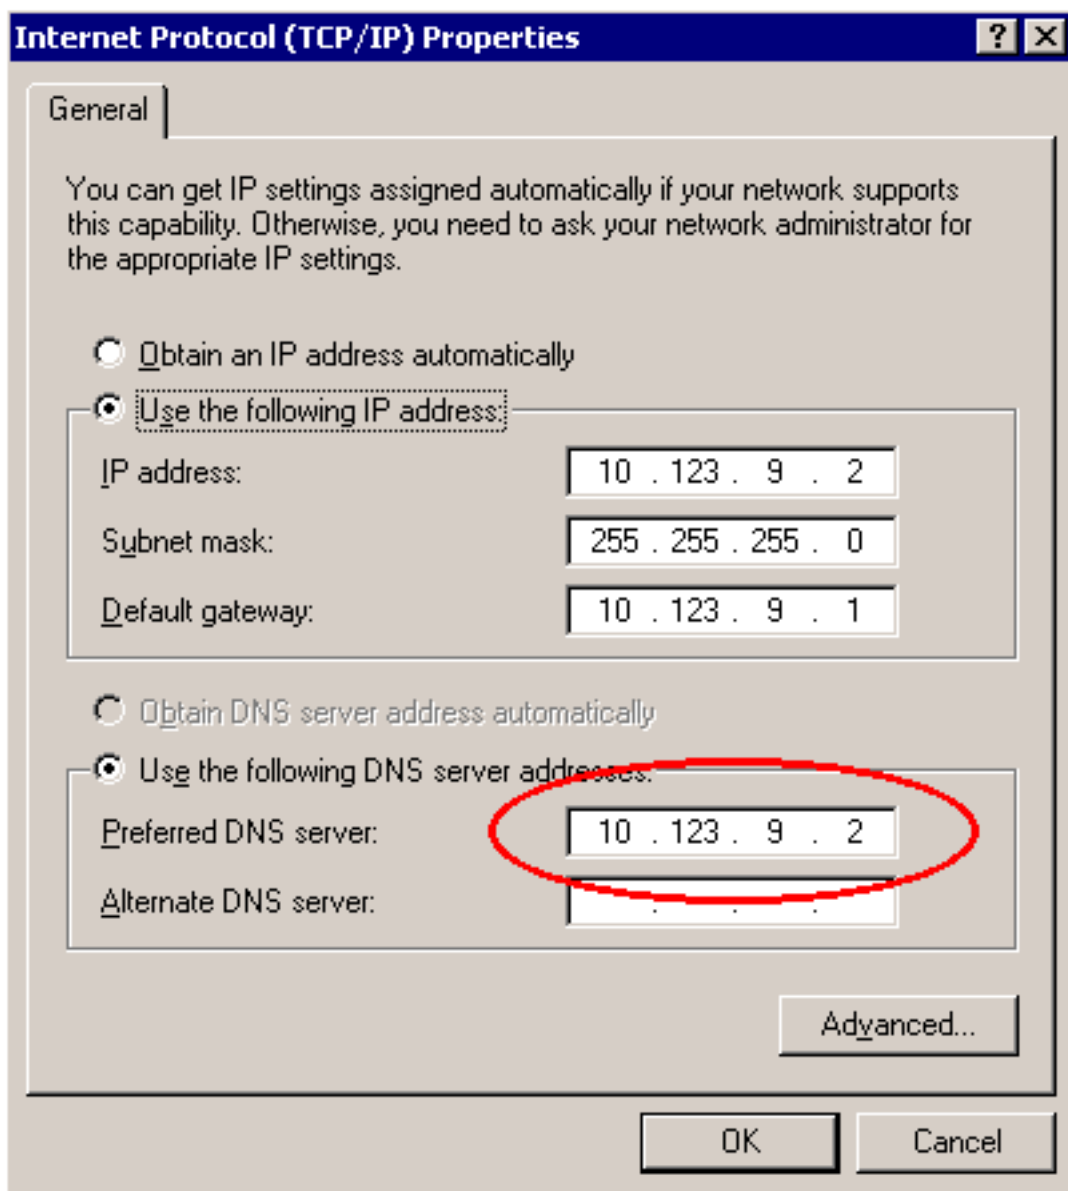 Internet Protocol (TCP/IP) Properties
General
You can get IP settings assigned automatically if your network supports
this capability. Otherwise, you need to ask your network administrator for
the appropriate IP settings.
Obtain an IP address automatically
Use the following IP address:
IP address: 10 . 123 . 9 . 2
Subnet mask: 255 . 255 . 255 . 0
Default gateway: 10 . 123 . 9 . 1
Obtain DNS server address automatically
Use the following DNS server addresses:
Preferred DNS server: 10 . 123 . 9 . 2
Alternate DNS server: . . .
Advanced...
OK Cancel